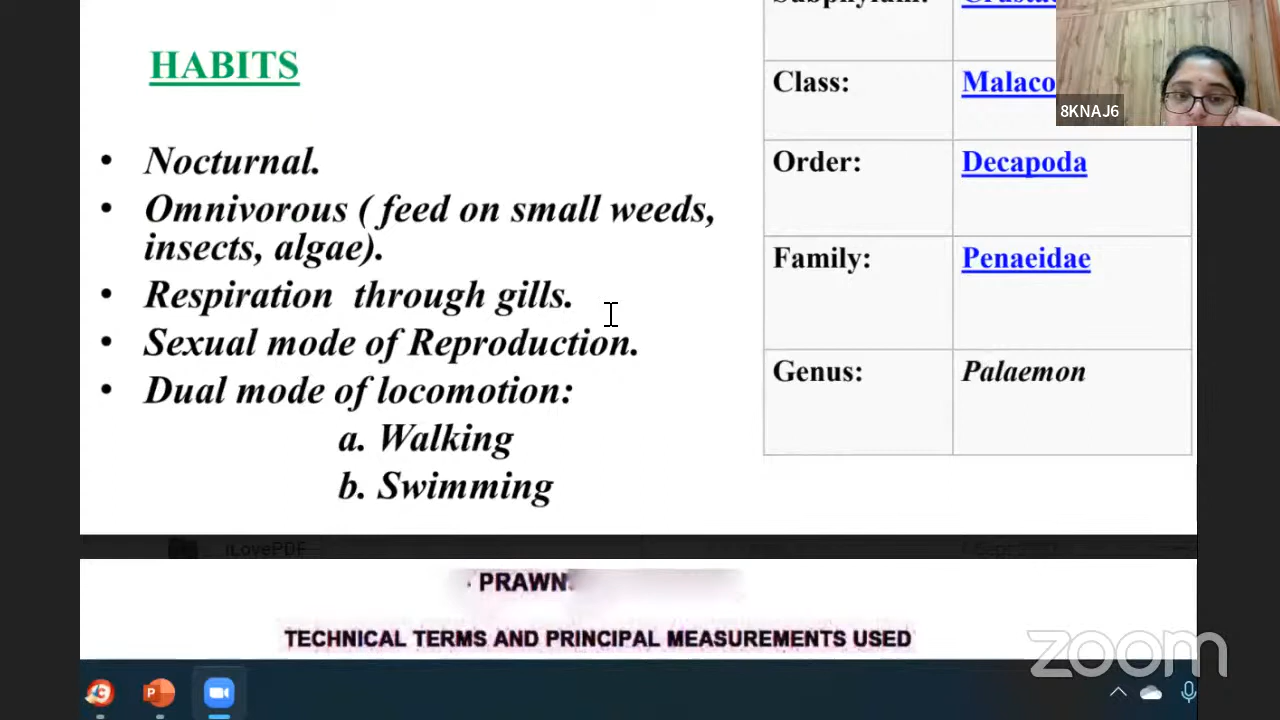 HABITS
• Nocturnal.
• Omnivorous ( feed on small weeds,
insects, algae).
• Respiration through gills.
• Sexual mode of Reproduction.
• Dual mode of locomotion:
a. Walking
b. Swimming
Class:
Order: Decapoda
Family: Penaeidae
Genus: Palaemon
8KNAJ6
iLovePDF
PRAWN
TECHNICAL TERMS AND PRINCIPAL MEASUREMENTS USED
zoom